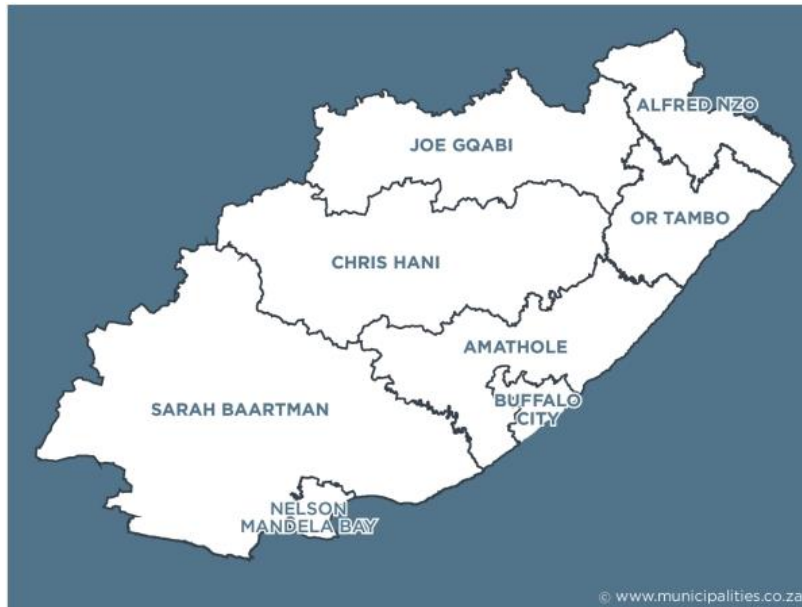 ALFRED NZO
JOE GQABI
OR TAMBO
CHRIS HANI
AMATHOLE
BUFFALO
CITY
SARAH BAARTMAN
NELSON
MANDELA BAY
© www.municipalities.co.za